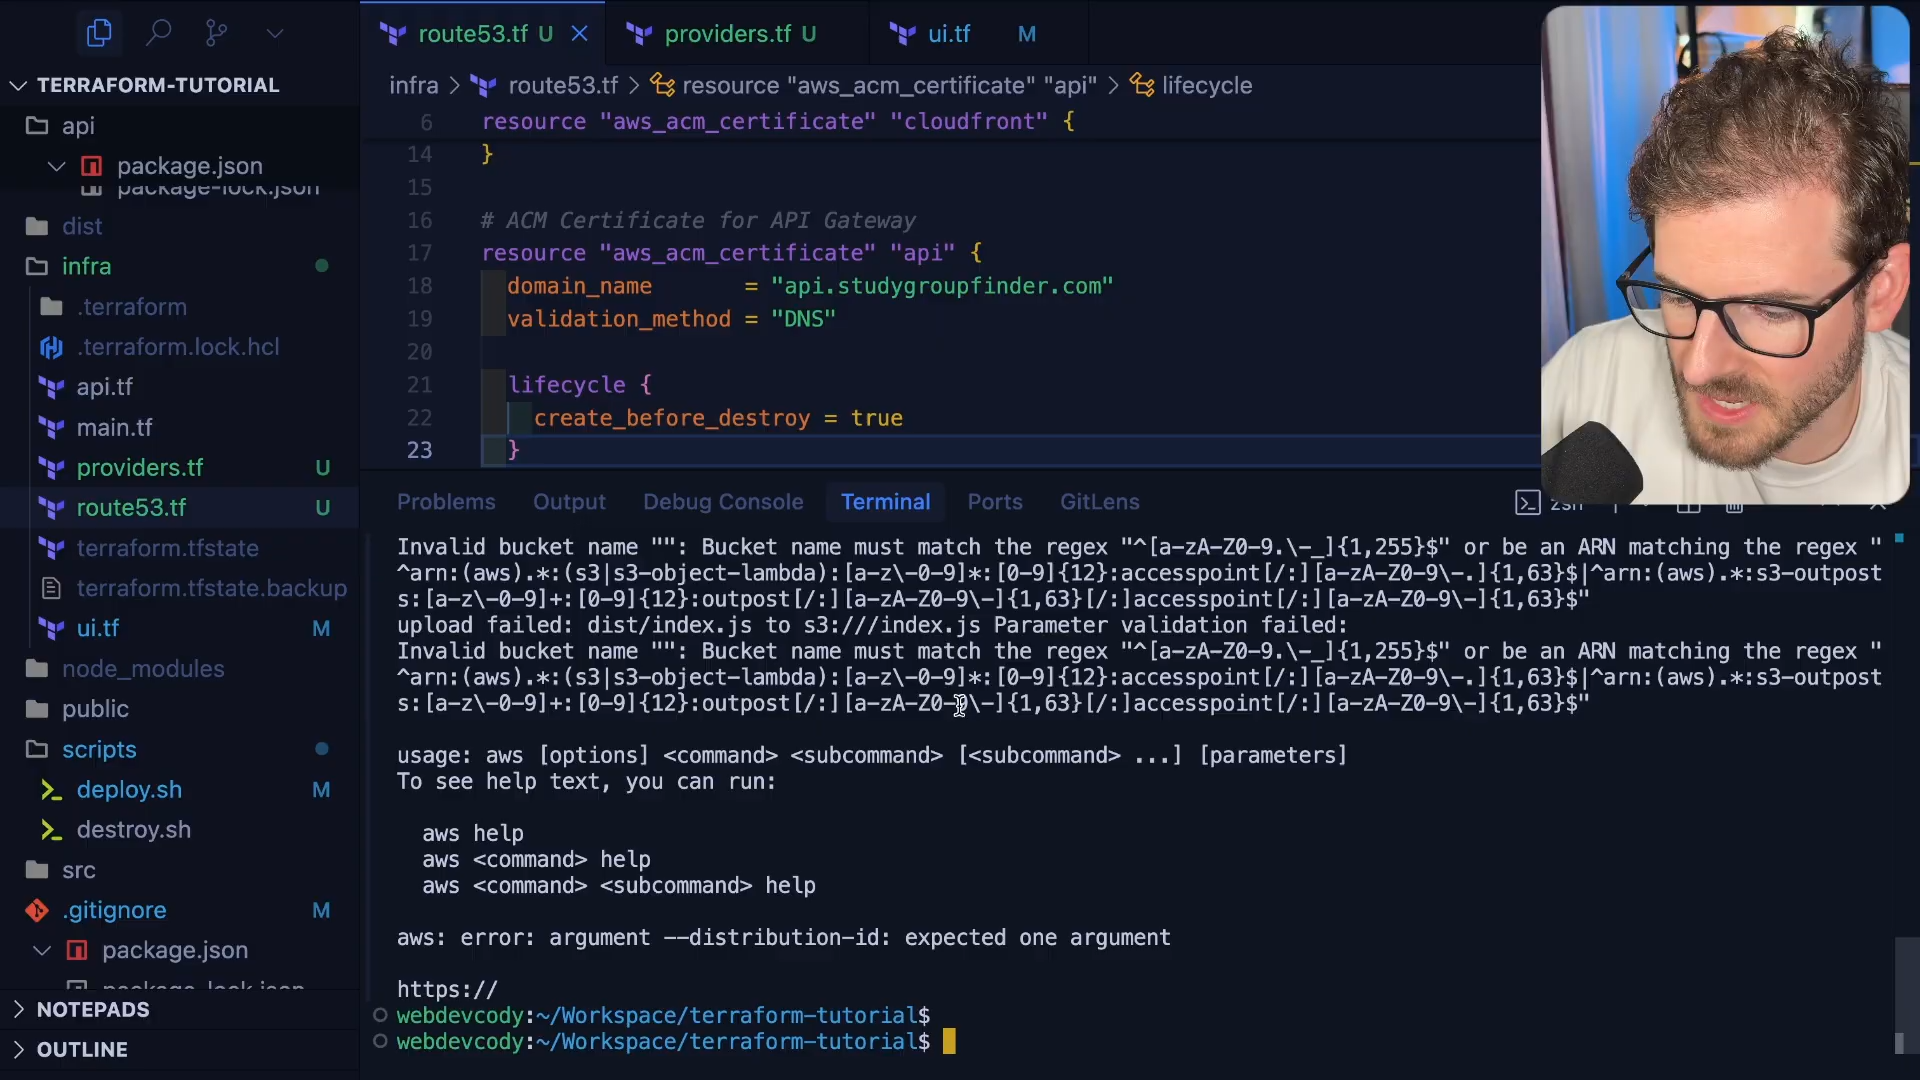 TERRAFORM-TUTORIAL
api
package.json
package-lock.json
dist
infra
.terraform
.terraform.lock.hcl
api.tf
main.tf
providers.tf U
route53.tf U
terraform.tfstate
terraform.tfstate.backup
ui.tf M
node_modules
public
scripts
deploy.sh M
destroy.sh
src
.gitignore M
package.json
package-lock.json
NOTEPADS
OUTLINE
route53.tf U
providers.tf U
ui.tf M
infra > route53.tf > resource "aws_acm_certificate" "api" > lifecycle
6 resource "aws_acm_certificate" "cloudfront" {
14 }
15
16 # ACM Certificate for API Gateway
17 resource "aws_acm_certificate" "api" {
18 domain_name = "api.studygroupfinder.com"
19 validation_method = "DNS"
20
21 lifecycle {
22 create_before_destroy = true
23 }
Problems Output Debug Console Terminal Ports GitLens
zsh
Invalid bucket name "": Bucket name must match the regex "^[a-zA-Z0-9.\-_]{1,255}$" or be an ARN matching the regex "
^arn:(aws).*:(s3|s3-object-lambda):[a-z\-0-9]*:[0-9]{12}:accesspoint[/:][a-zA-Z0-9\-.]{1,63}$|^arn:(aws).*:s3-outpost
s:[a-z\-0-9]+:[0-9]{12}:outpost[/:][a-zA-Z0-9\-]{1,63}[/:]accesspoint[/:][a-zA-Z0-9\-]{1,63}$"
upload failed: dist/index.js to s3:///index.js Parameter validation failed:
Invalid bucket name "": Bucket name must match the regex "^[a-zA-Z0-9.\-_]{1,255}$" or be an ARN matching the regex "
^arn:(aws).*:(s3|s3-object-lambda):[a-z\-0-9]*:[0-9]{12}:accesspoint[/:][a-zA-Z0-9\-.]{1,63}$|^arn:(aws).*:s3-outpost
s:[a-z\-0-9]+:[0-9]{12}:outpost[/:][a-zA-Z0-9\-]{1,63}[/:]accesspoint[/:][a-zA-Z0-9\-]{1,63}$"
usage: aws [options] <command> <subcommand> [<subcommand> ...] [parameters]
To see help text, you can run:
aws help
aws <command> help
aws <command> <subcommand> help
aws: error: argument --distribution-id: expected one argument
https://
webdevcody:~/Workspace/terraform-tutorial$
webdevcody:~/Workspace/terraform-tutorial$